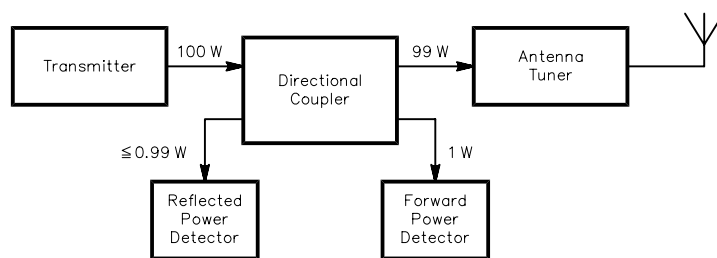 Transmitter
100 W
Directional
Coupler
99 W
Antenna
Tuner
≦0.99 W
1 W
Reflected
Power
Detector
Forward
Power
Detector